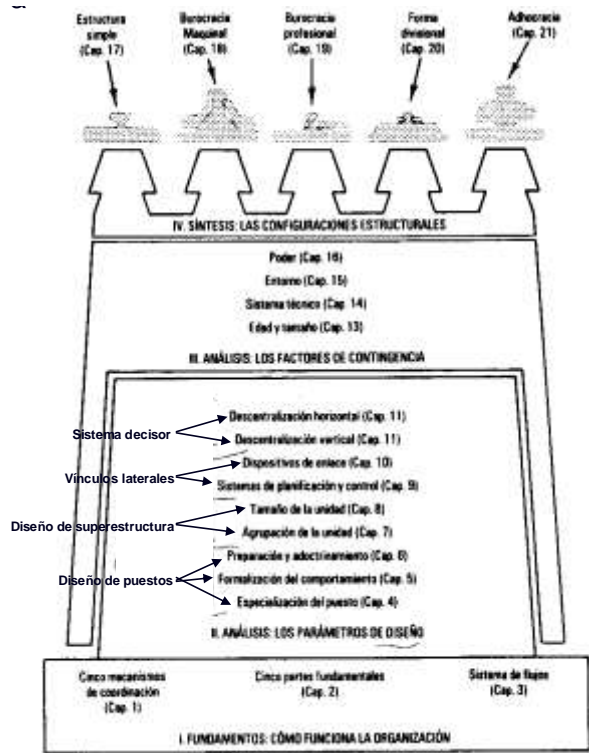 Estructura
simple
(Cap. 17)
Burocracia
Maquinal
(Cap. 18)
Burocracia
profesional
(Cap. 19)
Forma
divisional
(Cap. 20)
Adhocracia
(Cap. 21)
IV. SÍNTESIS: LAS CONFIGURACIONES ESTRUCTURALES
Poder (Cap. 16)
Entorno (Cap. 15)
Sistema técnico (Cap. 14)
Edad y tamaño (Cap. 13)
III. ANÁLISIS: LOS FACTORES DE CONTINGENCIA
Sistema decisor
Descentralización horizontal (Cap. 11)
Descentralización vertical (Cap. 11)
Vínculos laterales
Dispositivos de enlace (Cap. 10)
Sistemas de planificación y control (Cap. 9)
Diseño de superestructura
Tamaño de la unidad (Cap. 8)
Agrupación de la unidad (Cap. 7)
Diseño de puestos
Preparación y adoctrinamiento (Cap. 6)
Formalización del comportamiento (Cap. 5)
Especialización del puesto (Cap. 4)
II. ANÁLISIS: LOS PARÁMETROS DE DISEÑO
Cinco mecanismos
de coordinación
(Cap. 1)
Cinco partes fundamentales
(Cap. 2)
Sistema de flujos
(Cap. 3)
I. FUNDAMENTOS: CÓMO FUNCIONA LA ORGANIZACIÓN